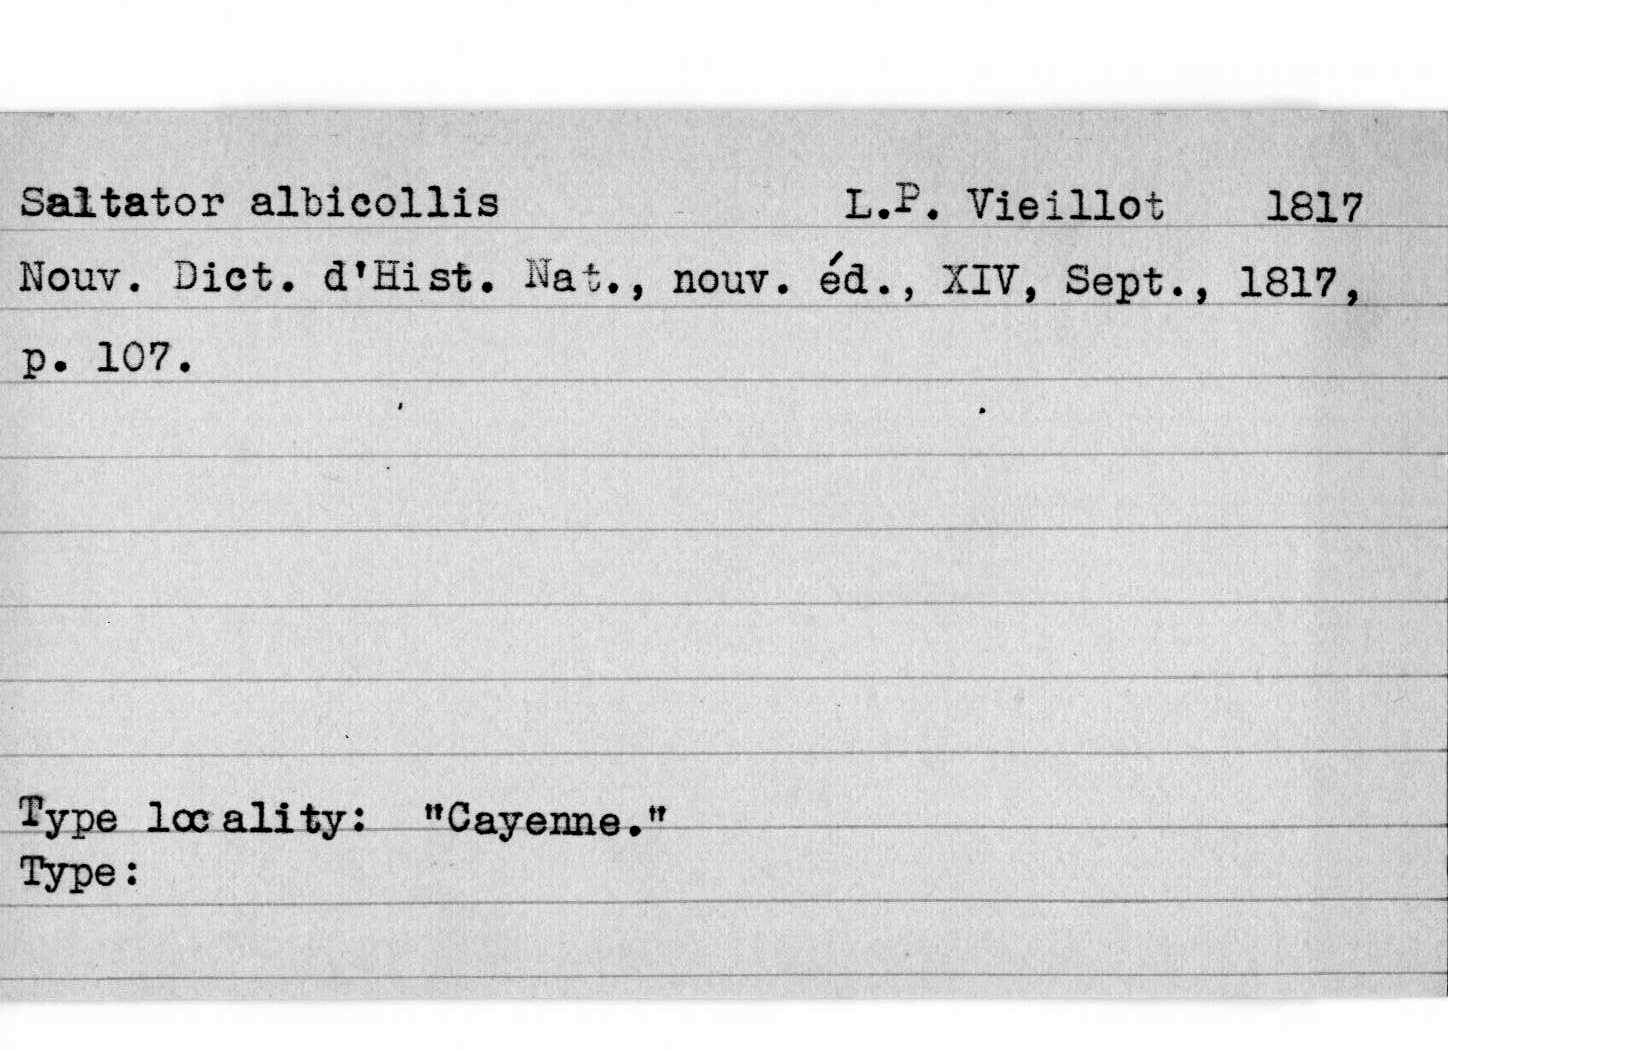 Saltator albicollis L.P. Vieillot 1817
Nouv. Dict. d'Hist. Nat., nouv. éd., XIV, Sept., 1817,
p. 107.
Type locality: "Cayenne."
Type: